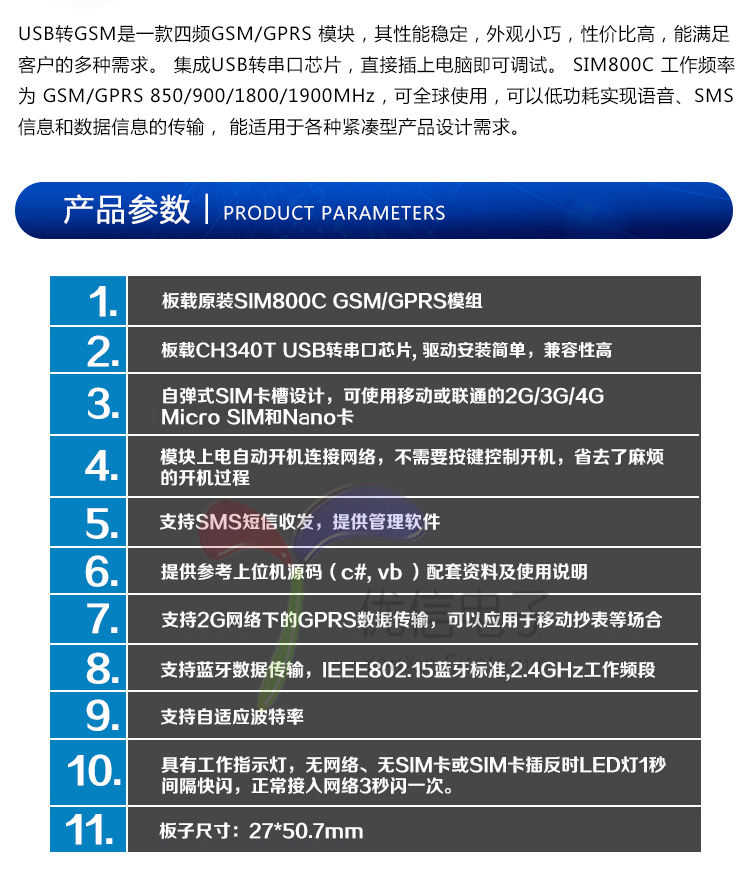 USB转GSM是一款四频GSM/GPRS 模块，其性能稳定，外观小巧，性价比高，能满足
客户的多种需求。 集成USB转串口芯片，直接插上电脑即可调试。 SIM800C 工作频率
为 GSM/GPRS 850/900/1800/1900MHz，可全球使用，可以低功耗实现语音、SMS
信息和数据信息的传输， 能适用于各种紧凑型产品设计需求。
产品参数 | PRODUCT PARAMETERS
1. 板载原装SIM800C GSM/GPRS模组
2. 板载CH340T USB转串口芯片, 驱动安装简单，兼容性高
3. 自弹式SIM卡槽设计，可使用移动或联通的2G/3G/4G
Micro SIM和Nano卡
4. 模块上电自动开机连接网络，不需要按键控制开机，省去了麻烦
的开机过程
5. 支持SMS短信收发，提供管理软件
6. 提供参考上位机源码（c#, vb ）配套资料及使用说明
7. 支持2G网络下的GPRS数据传输，可以应用于移动抄表等场合
8. 支持蓝牙数据传输，IEEE802.15蓝牙标准,2.4GHz工作频段
9. 支持自适应波特率
10. 具有工作指示灯，无网络、无SIM卡或SIM卡插反时LED灯1秒
间隔快闪，正常接入网络3秒闪一次。
11. 板子尺寸：27*50.7mm
优信电子